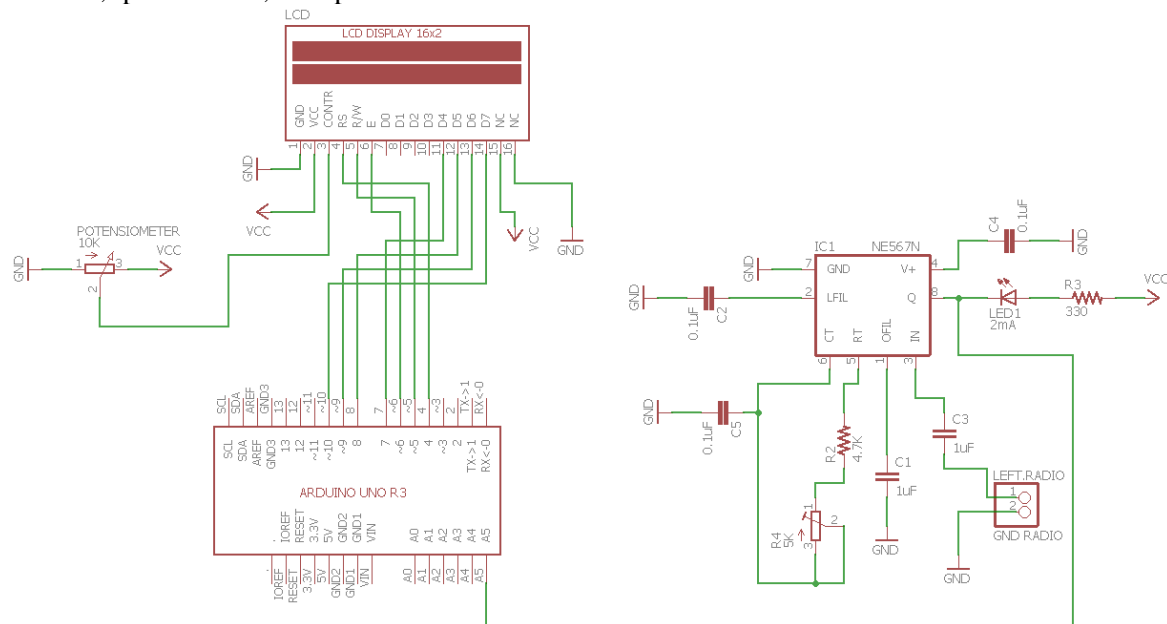 LCD
LCD DISPLAY 16x2
GND
VCC
CONTR
RS
R/W
E
D0
D1
D2
D3
D4
D5
D6
D7
NC
NC
1
2
3
4
5
6
7
8
9
10
11
12
13
14
15
16
GND
VCC
VCC
GND
POTENSIOMETER
10K
GND
1
3
2
VCC
SCL
SDA
AREF
GND3
13
12
~11
~10
~9
8
7
~6
~5
4
~3
2
TX->1
RX<-0
SCL
SDA
AREF
GND3
13
12
~11
~10
~9
8
7
~6
~5
4
~3
2
TX->1
RX<-0
ARDUINO UNO R3
IOREF
RESET
3.3V
5V
GND2
GND1
VIN
A0
A1
A2
A3
A4
A5
IOREF
RESET
3.3V
5V
GND2
GND1
VIN
A0
A1
A2
A3
A4
A5
IC1
NE567N
GND
7
GND
V+
4
C4
0.1uF
GND
GND
0.1uF
C2
2
LFIL
Q
8
LED1
2mA
R3
330
VCC
CT
RT
OFIL
IN
6
5
1
3
GND
0.1uF
C5
R2
4.7K
C1
1uF
GND
C3
1uF
LEFT.RADIO
1
2
GND RADIO
GND
R4
5K
1
2
3